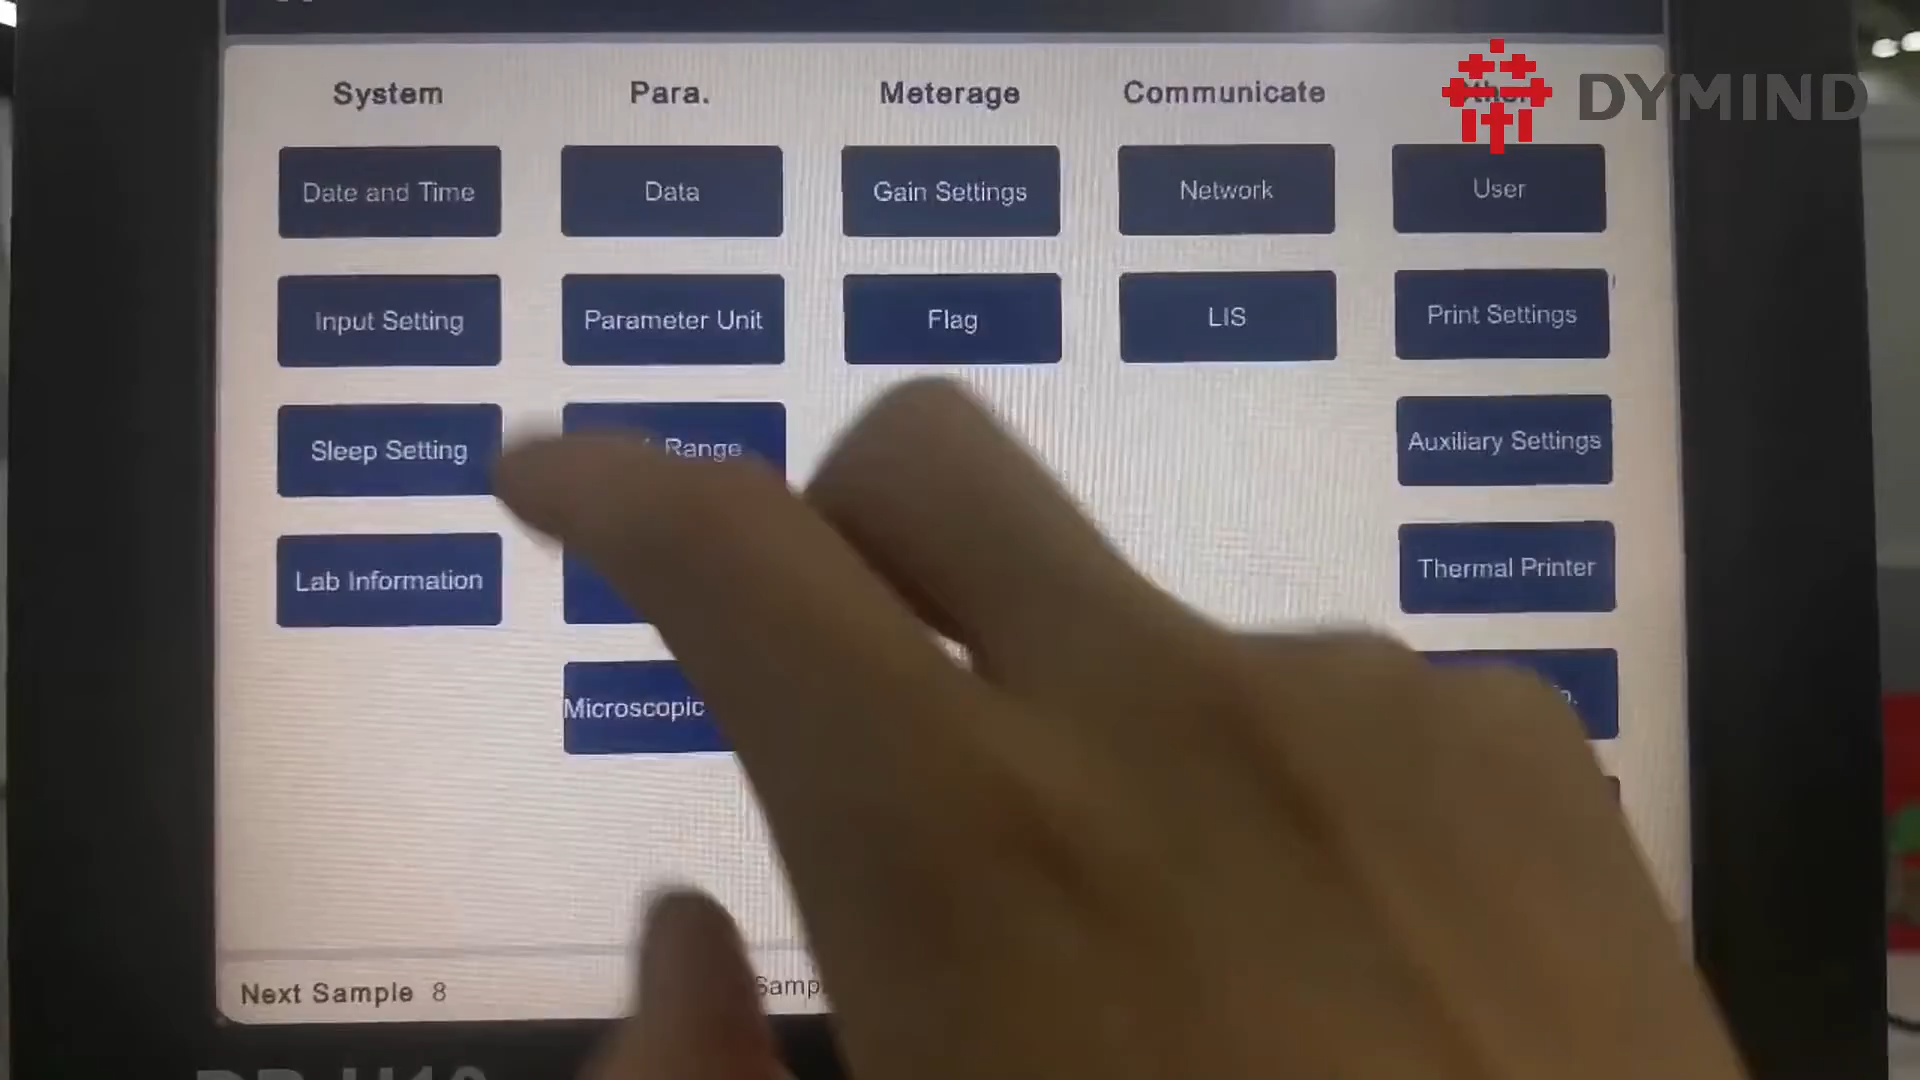 System
Para.
Meterage
Communicate
DYMIND
Date and Time
Data
Gain Settings
Network
User
Input Setting
Parameter Unit
Flag
LIS
Print Settings
Sleep Setting
Range
Auxiliary Settings
Lab Information
Thermal Printer
Microscopic
Next Sample 8